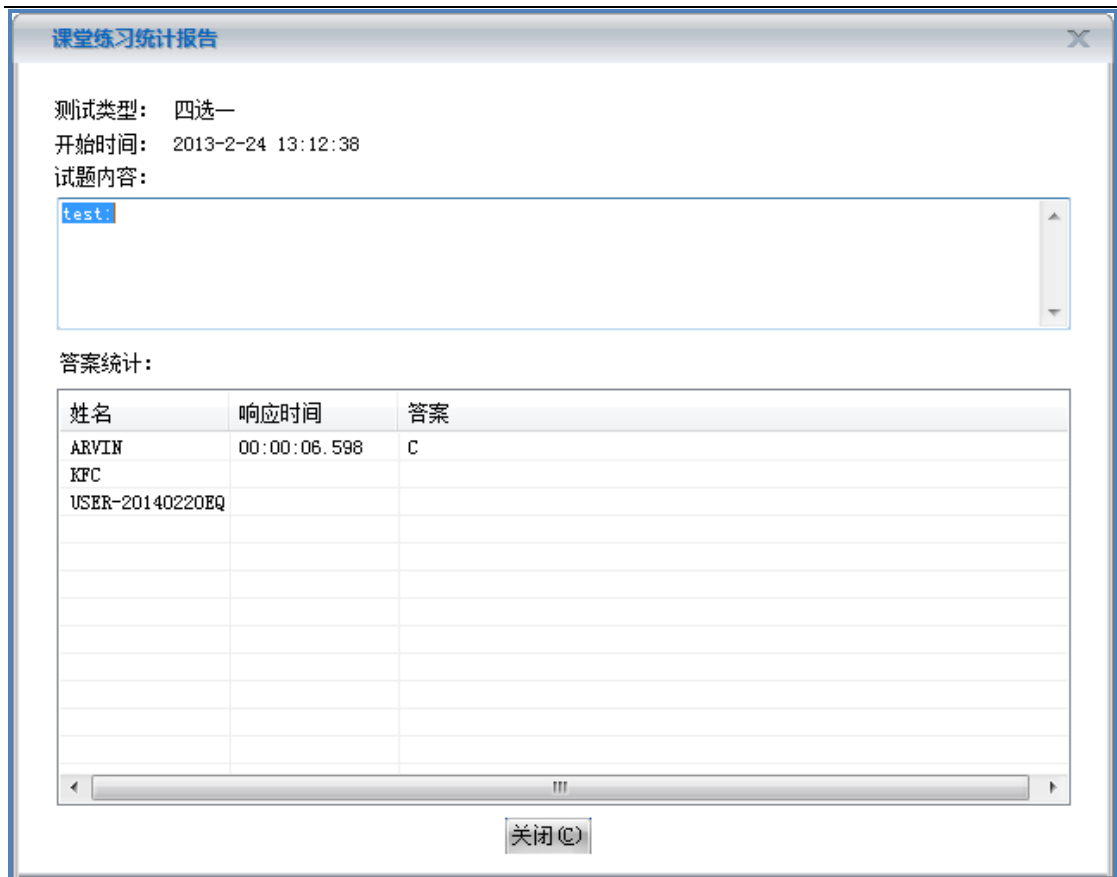 课堂练习统计报告
测试类型： 四选一
开始时间： 2013-2-24 13:12:38
试题内容：
test:
答案统计：
姓名 响应时间 答案
ARVIN 00:00:06.598 C
KFC
USER-20140220EQ
关闭(C)